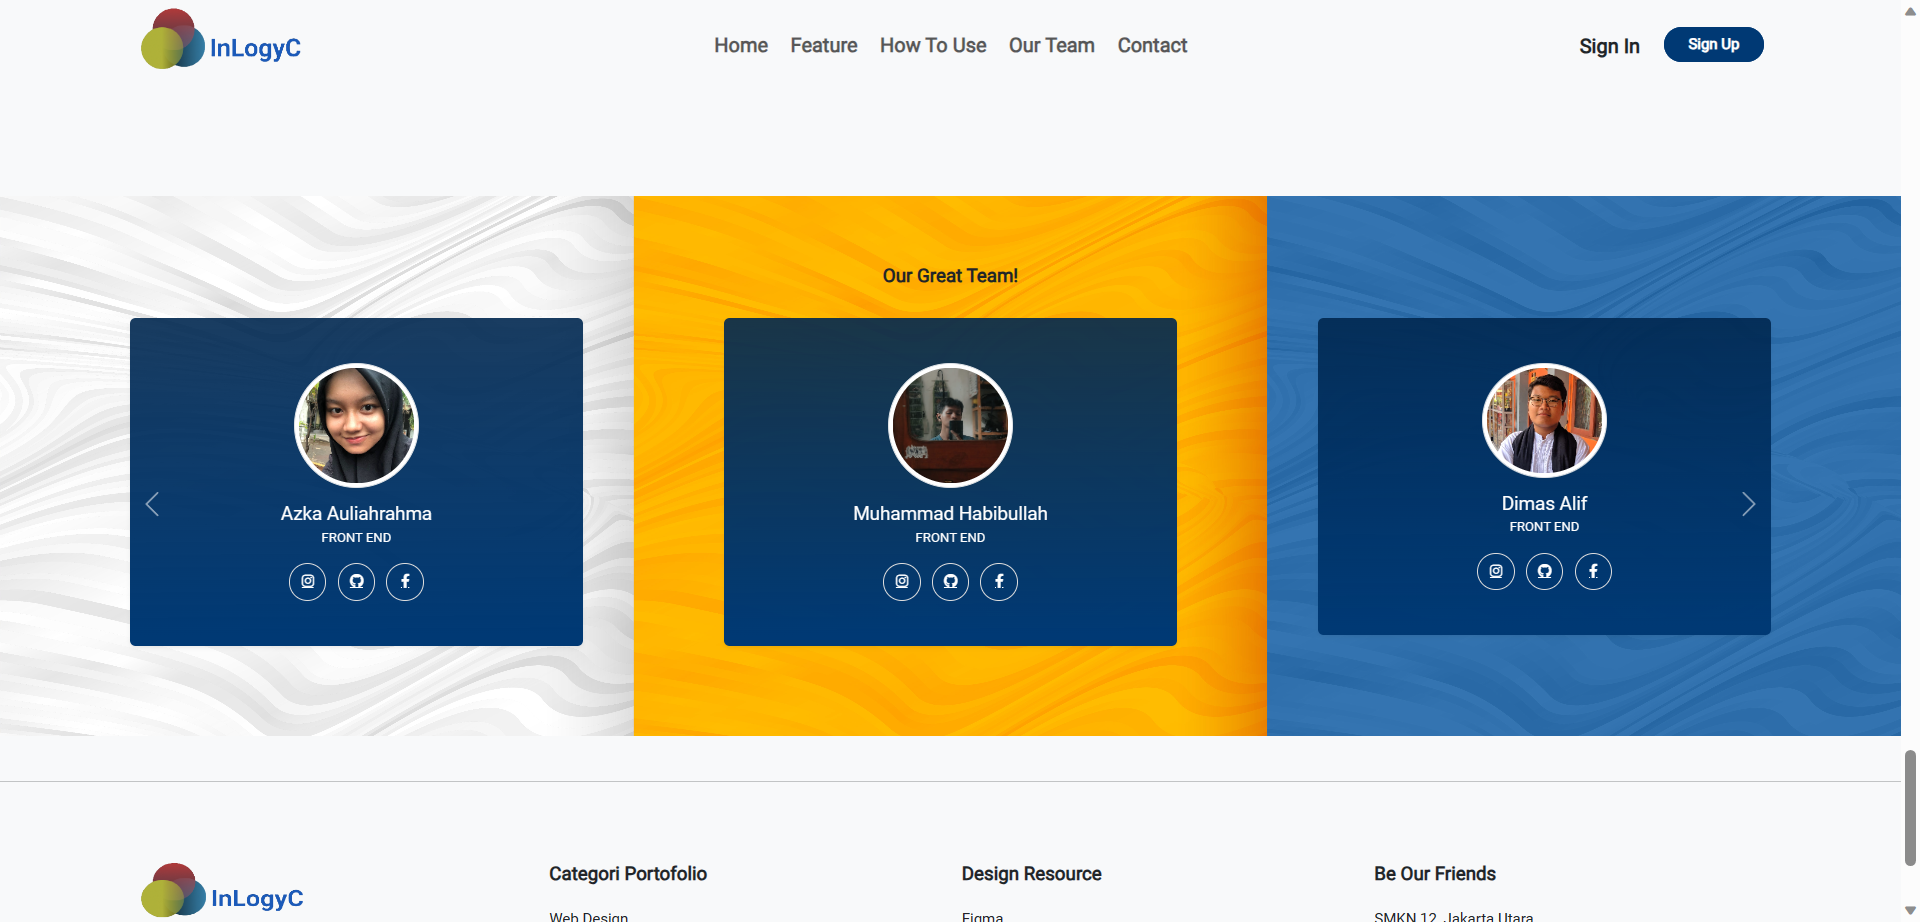 InLogyC
Home Feature How To Use Our Team Contact
Sign In
Sign Up
Our Great Team!
Azka Auliahrahma
FRONT END
Muhammad Habibullah
FRONT END
Dimas Alif
FRONT END
InLogyC
Categori Portofolio
Web Design
Design Resource
Figma
Be Our Friends
SMKN 12, Jakarta Utara